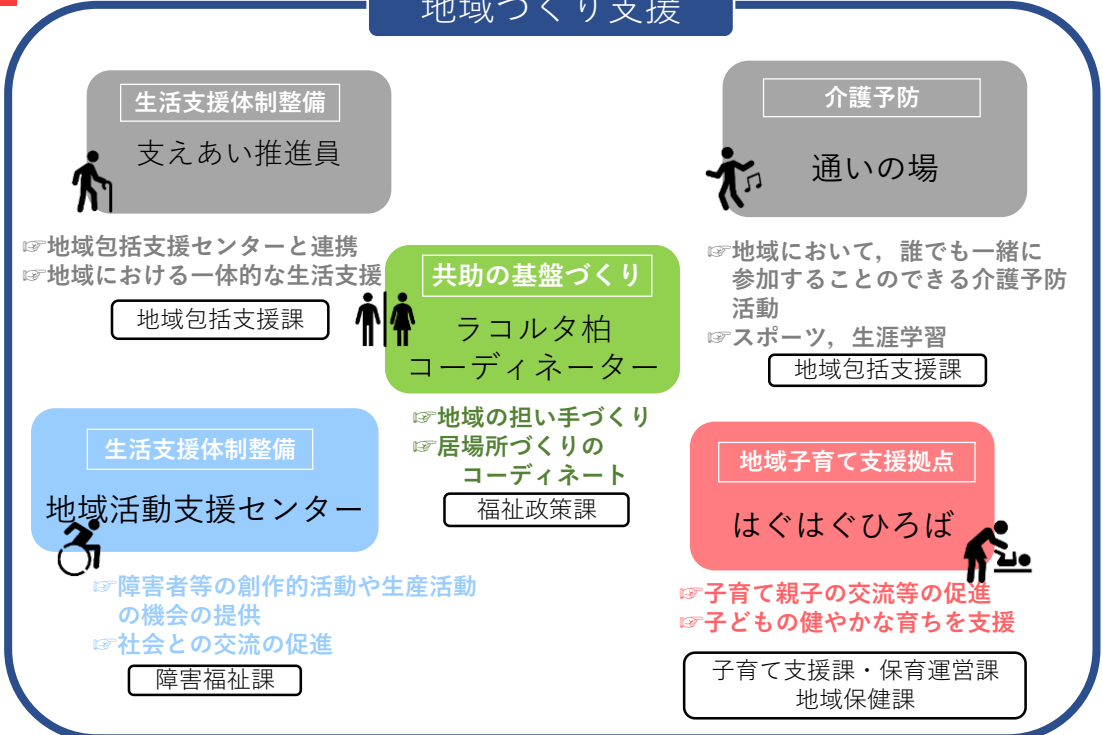 地域づくり支援
生活支援体制整備
支えあい推進員
☞地域包括支援センターと連携
☞地域における一体的な生活支援
地域包括支援課
介護予防
通いの場
☞地域において，誰でも一緒に
参加することのできる介護予防
活動
☞スポーツ，生涯学習
地域包括支援課
共助の基盤づくり
ラコルタ柏
コーディネーター
☞地域の担い手づくり
☞居場所づくりの
コーディネート
福祉政策課
生活支援体制整備
地域活動支援センター
☞障害者等の創作的活動や生産活動
の機会の提供
☞社会との交流の促進
障害福祉課
地域子育て支援拠点
はぐはぐひろば
☞子育て親子の交流等の促進
☞子どもの健やかな育ちを支援
子育て支援課・保育運営課
地域保健課